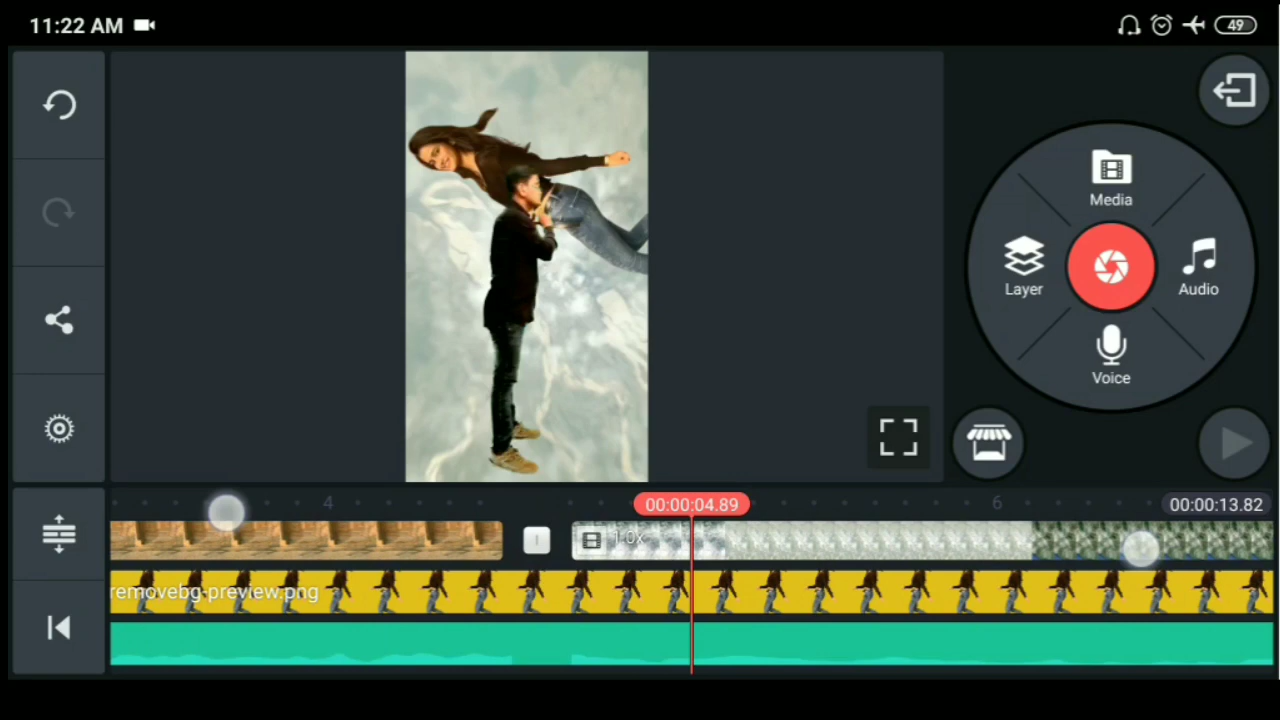 11:22 AM
49
Media
Layer
Audio
Voice
4
00:00:04.89
6
00:00:13.82
1.0x
removebg-preview.png